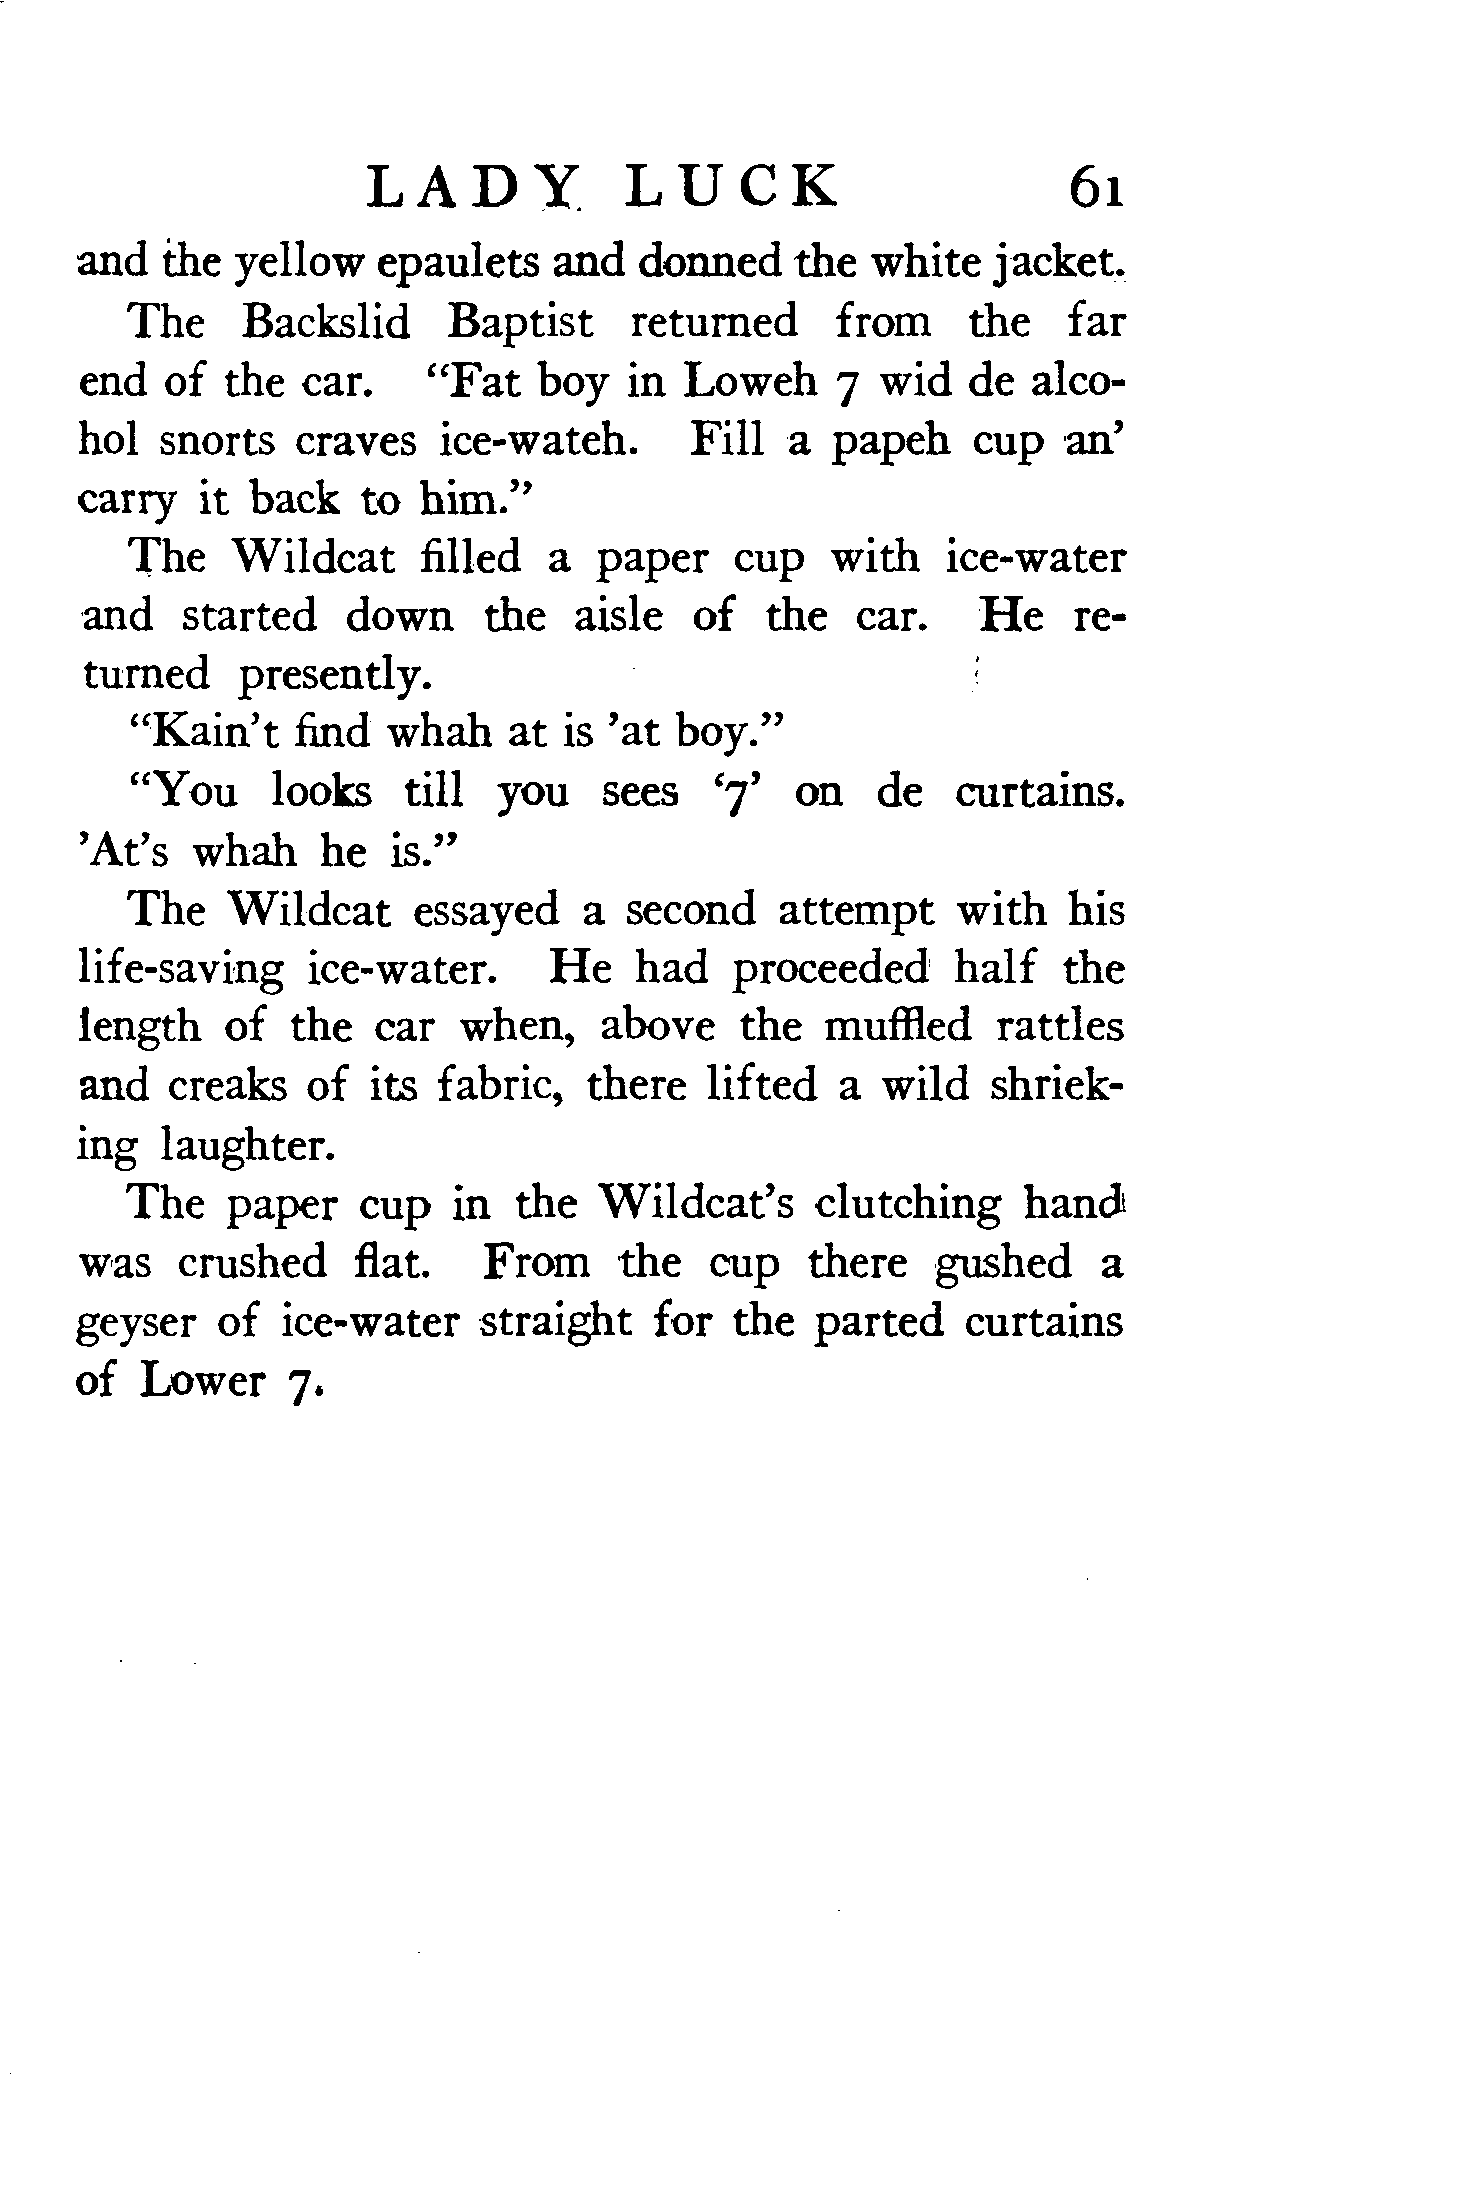 LADY LUCK 61
and the yellow epaulets and donned the white jacket.
The Backslid Baptist returned from the far
end of the car. “Fat boy in Loweh 7 wid de alco-
hol snorts craves ice-wateh. Fill a papeh cup an’
carry it back to him.”
The Wildcat filled a paper cup with ice-water
and started down the aisle of the car. He re-
turned presently.
“Kain’t find whah at is ’at boy.”
“You looks till you sees ‘7’ on de curtains.
’At’s whah he is.”
The Wildcat essayed a second attempt with his
life-saving ice-water. He had proceeded half the
length of the car when, above the muffled rattles
and creaks of its fabric, there lifted a wild shriek-
ing laughter.
The paper cup in the Wildcat’s clutching hand
was crushed flat. From the cup there gushed a
geyser of ice-water straight for the parted curtains
of Lower 7.